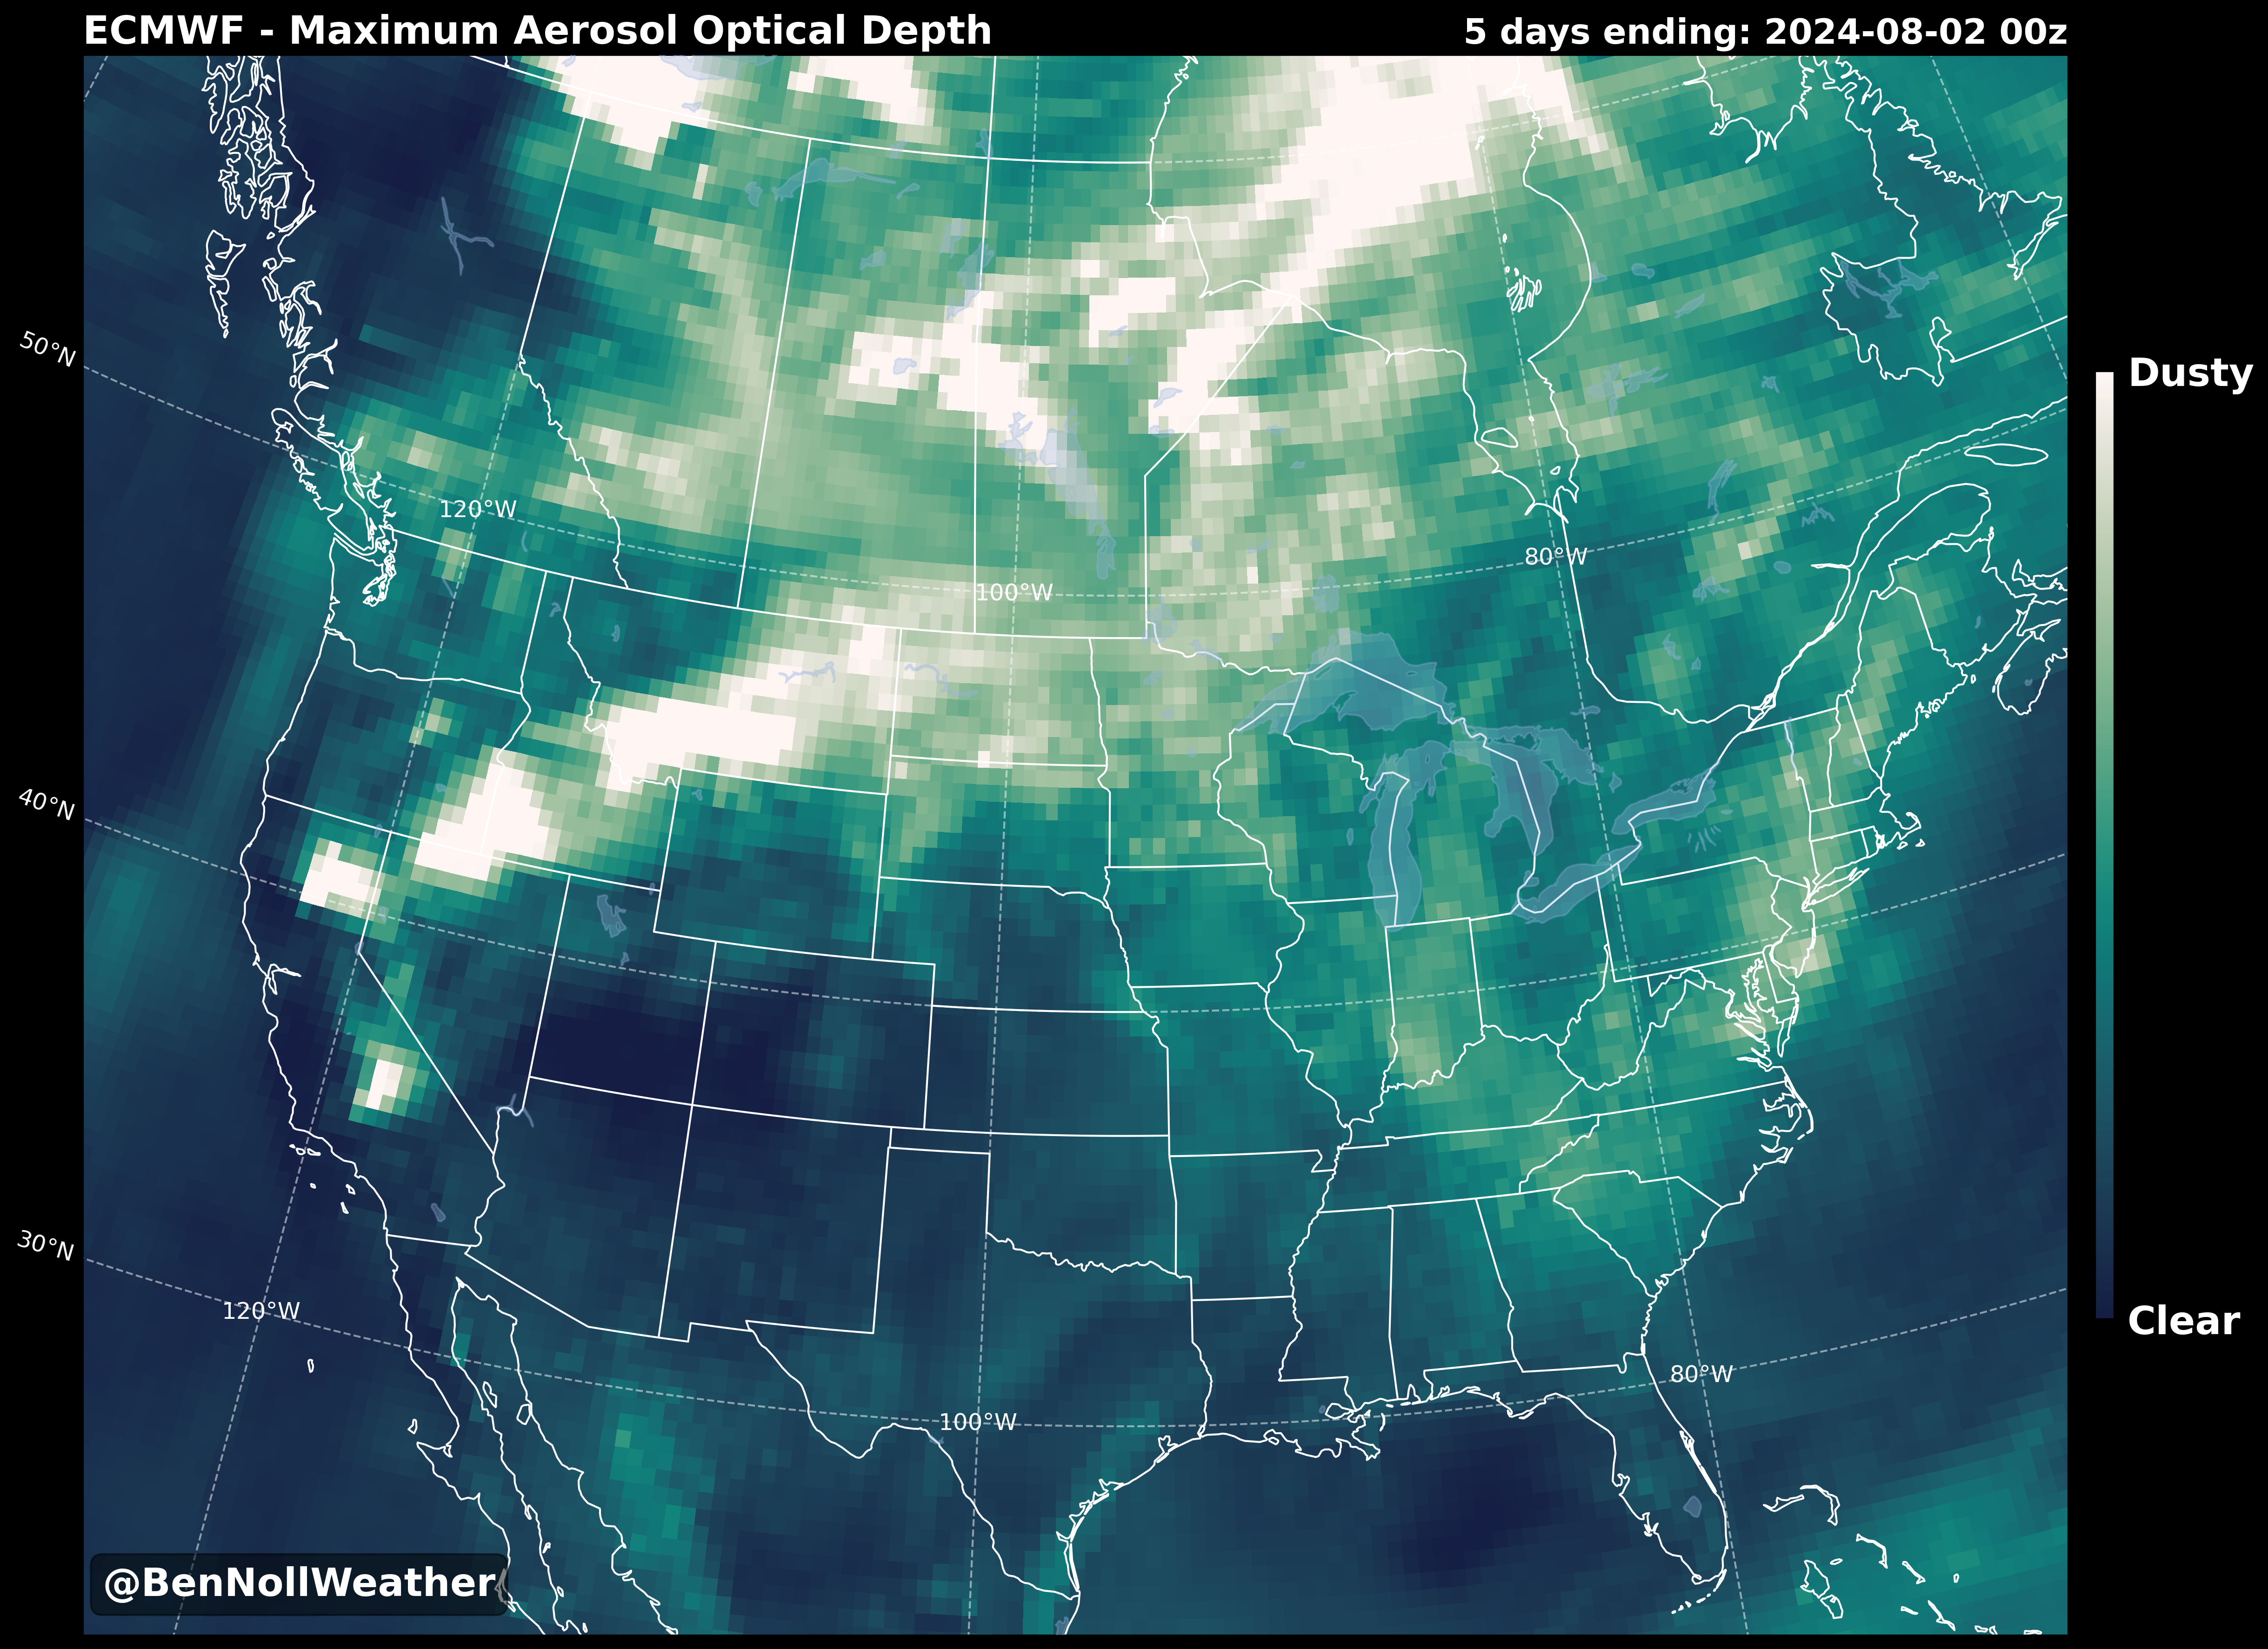 ECMWF - Maximum Aerosol Optical Depth
5 days ending: 2024-08-02 00z
50°N
Dusty
120°W
80°W
100°W
40°N
30°N
120°W
Clear
80°W
100°W
@BenNollWeather